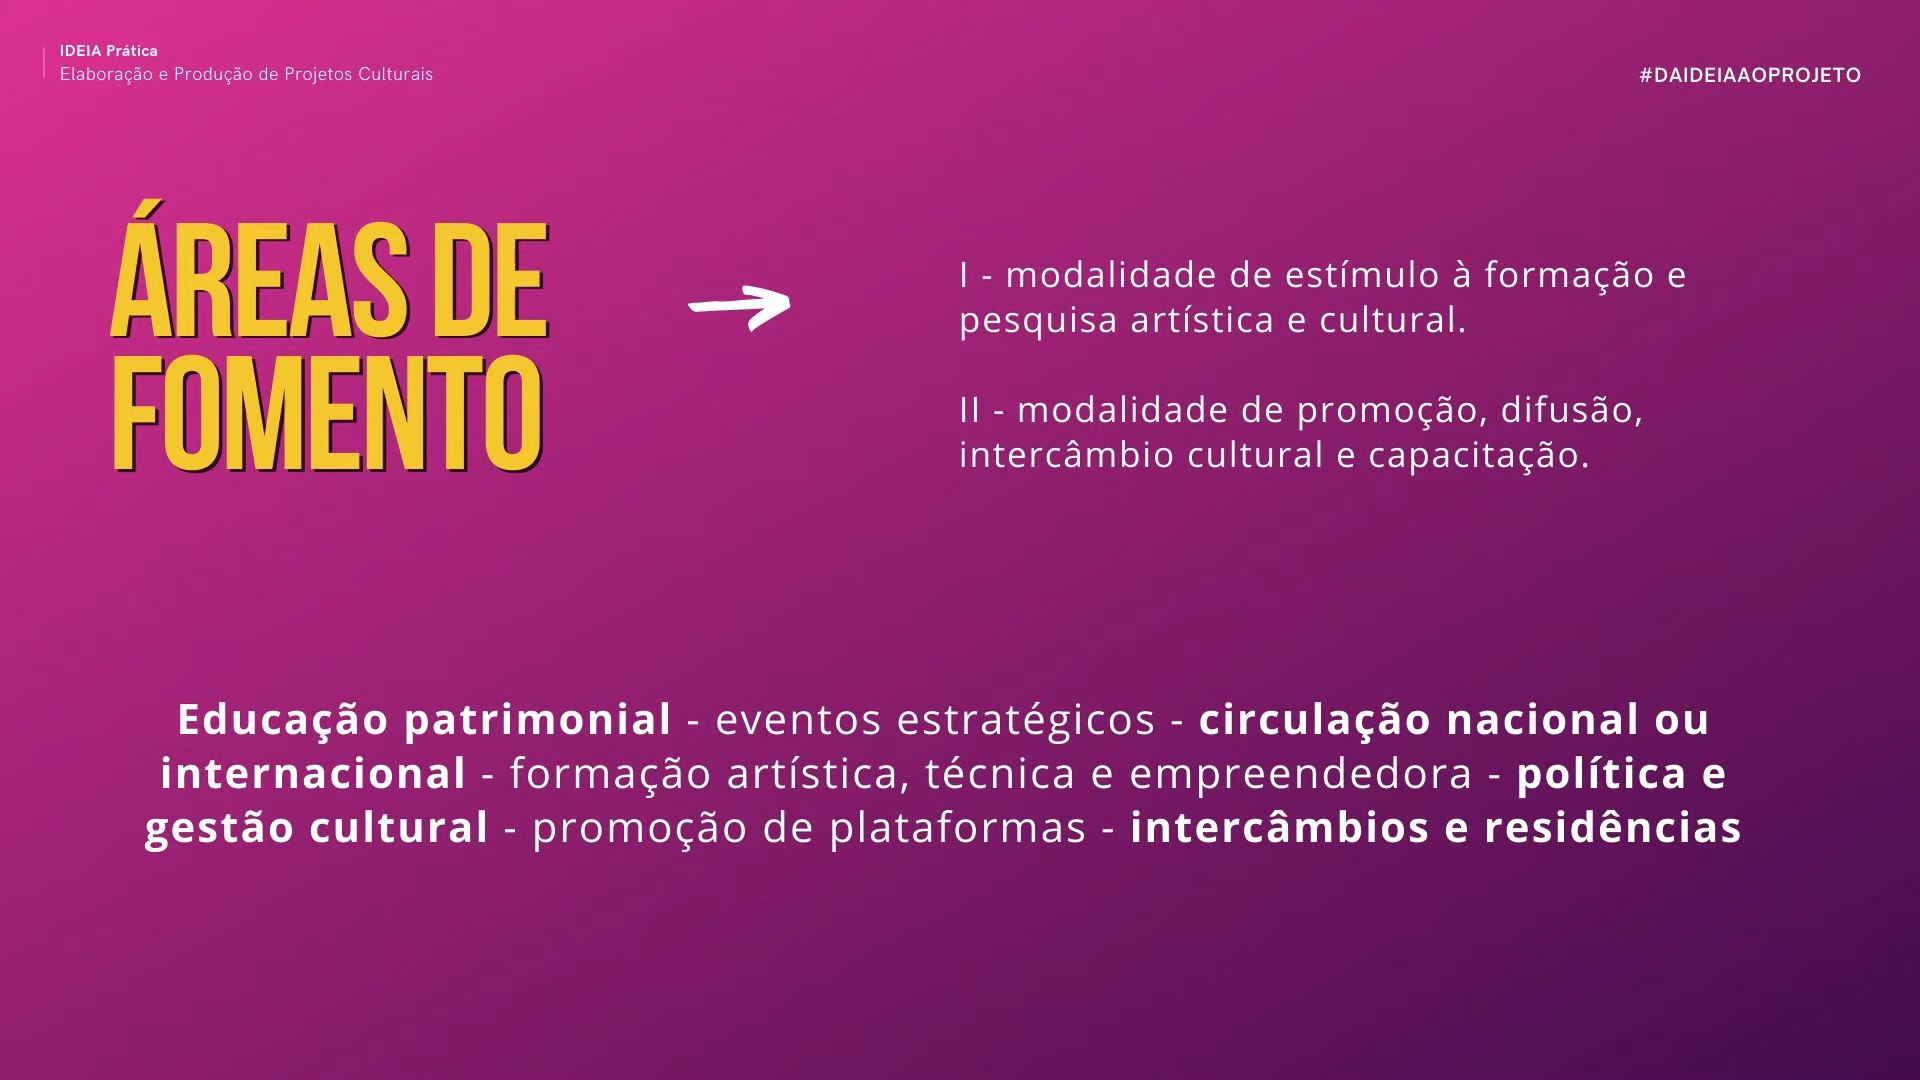 IDEIA Prática
Elaboração e Produção de Projetos Culturais
#DAIDEIAAOPROJETO
ÁREAS DE
FOMENTO
I - modalidade de estímulo à formação e
pesquisa artística e cultural.
II - modalidade de promoção, difusão,
intercâmbio cultural e capacitação.
Educação patrimonial - eventos estratégicos - circulação nacional ou
internacional - formação artística, técnica e empreendedora - política e
gestão cultural - promoção de plataformas - intercâmbios e residências